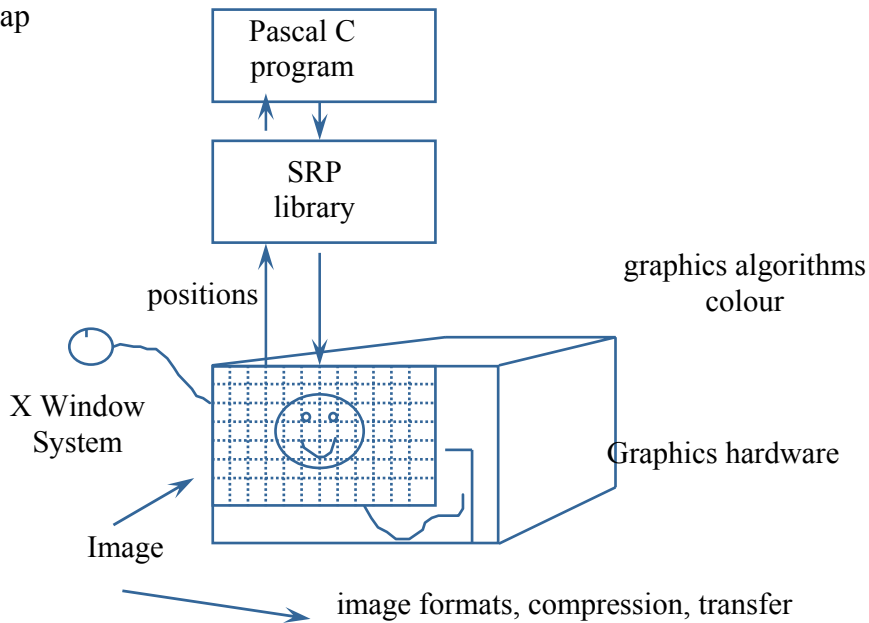 ap
Pascal C
program
SRP
library
graphics algorithms
colour
positions
X Window
System
Graphics hardware
Image
image formats, compression, transfer